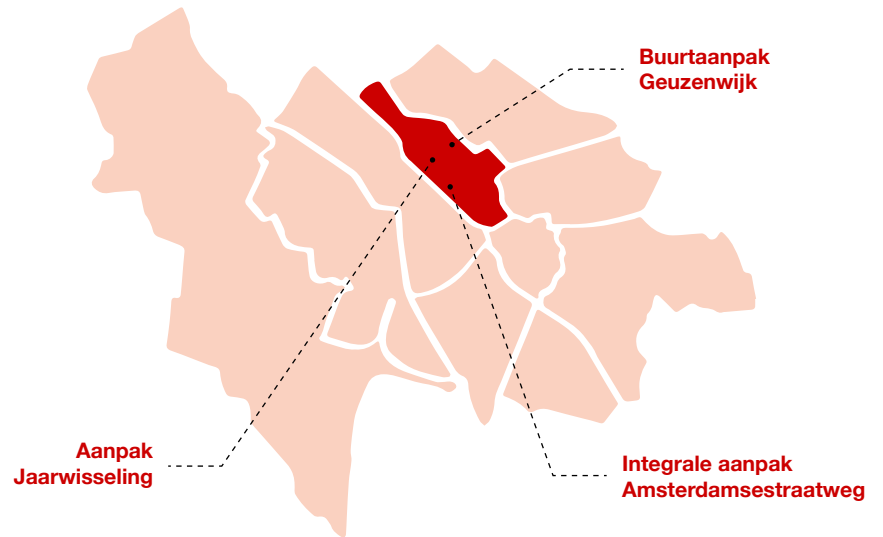 Buurtaanpak
Geuzenwijk
Aanpak
Jaarwisseling
Integrale aanpak
Amsterdamsestraatweg